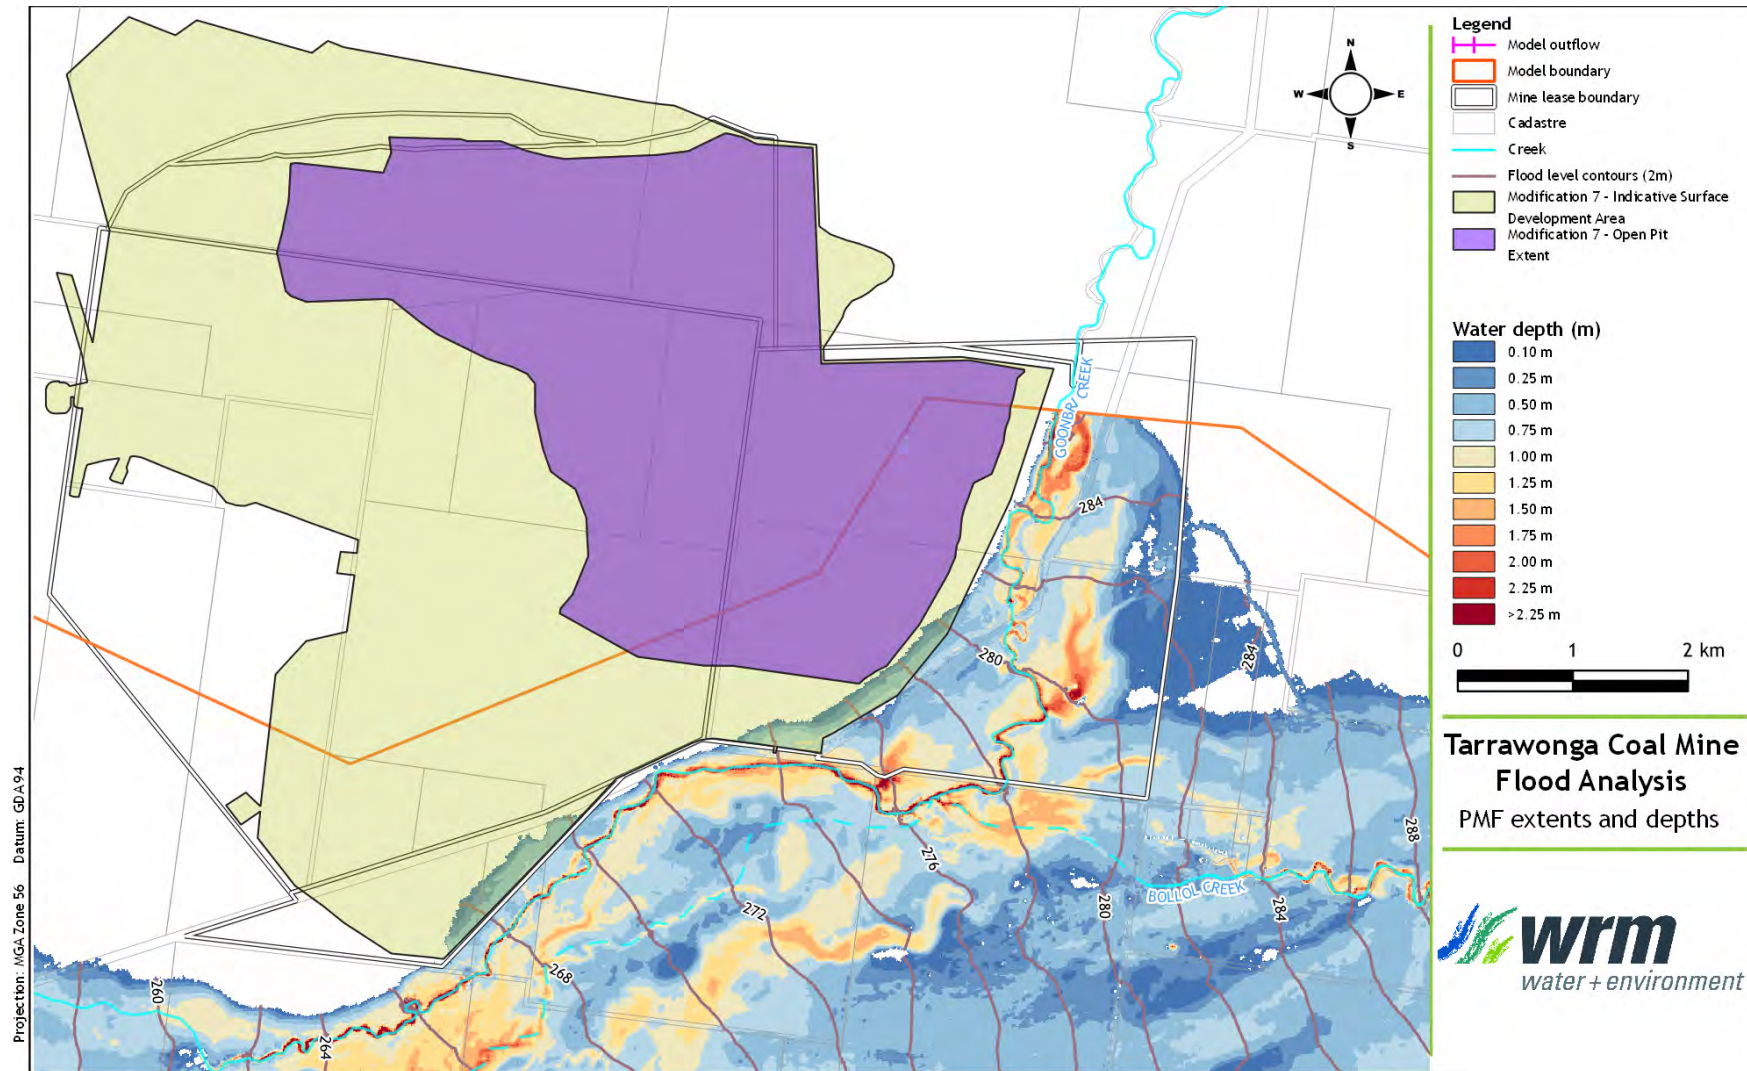 Legend
Model outflow
Model boundary
Mine lease boundary
Cadastre
Creek
Flood level contours (2m)
Modification 7 - Indicative Surface
Development Area
Modification 7 - Open Pit
Extent
Water depth (m)
0.10 m
0.25 m
0.50 m
0.75 m
1.00 m
1.25 m
1.50 m
1.75 m
2.00 m
2.25 m
>2.25 m
0 1 2 km
Tarrawonga Coal Mine
Flood Analysis
PMF extents and depths
wrm
water + environment
N
W E
S
GOONBRI CREEK
284
280
284
288
276
BOLLOL CREEK
280
284
272
268
260
264
Projection: MGA Zone 56 Datum: GDA94